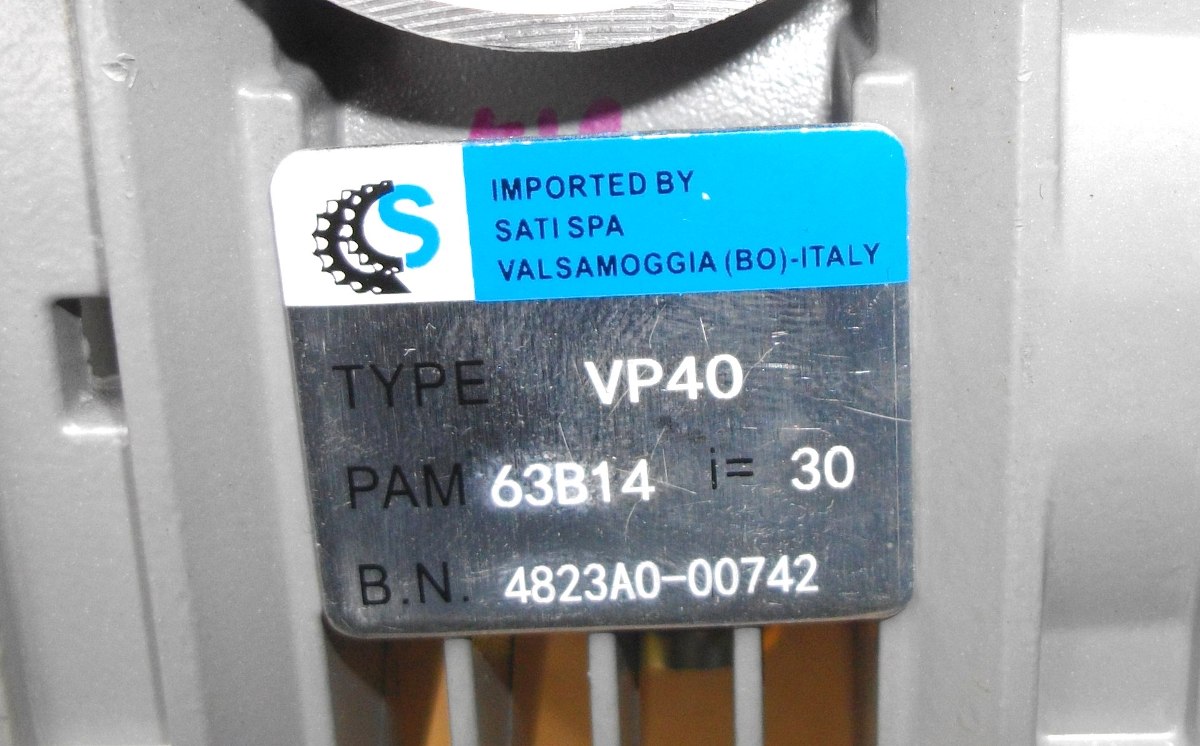 S
IMPORTED BY
SATI SPA
VALSAMOGGIA (BO)-ITALY
TYPE VP40
PAM 63B14 i= 30
B.N. 4823A0-00742